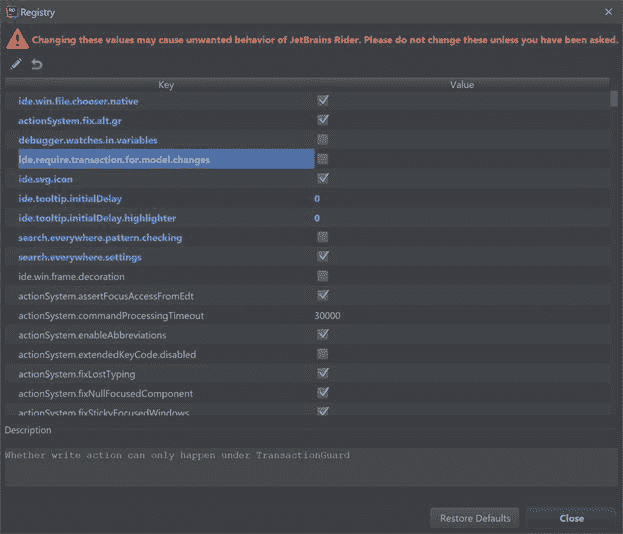 Registry
Changing these values may cause unwanted behavior of JetBrains Rider. Please do not change these unless you have been asked.
Key Value
ide.win.file.chooser.native
actionSystem.fix.alt.gr
debugger.watches.in.variables
ide.require.transaction.for.model.changes
ide.svg.icon
ide.tooltip.initialDelay 0
ide.tooltip.initialDelay.highlighter 0
search.everywhere.pattern.checking
search.everywhere.settings
ide.win.frame.decoration
actionSystem.assertFocusAccessFromEdt
actionSystem.commandProcessingTimeout 30000
actionSystem.enableAbbreviations
actionSystem.extendedKeyCode.disabled
actionSystem.fixLostTyping
actionSystem.fixNullFocusedComponent
actionSystem.fixStickyFocusedWindows
Description
Whether write action can only happen under TransactionGuard
Restore Defaults Close